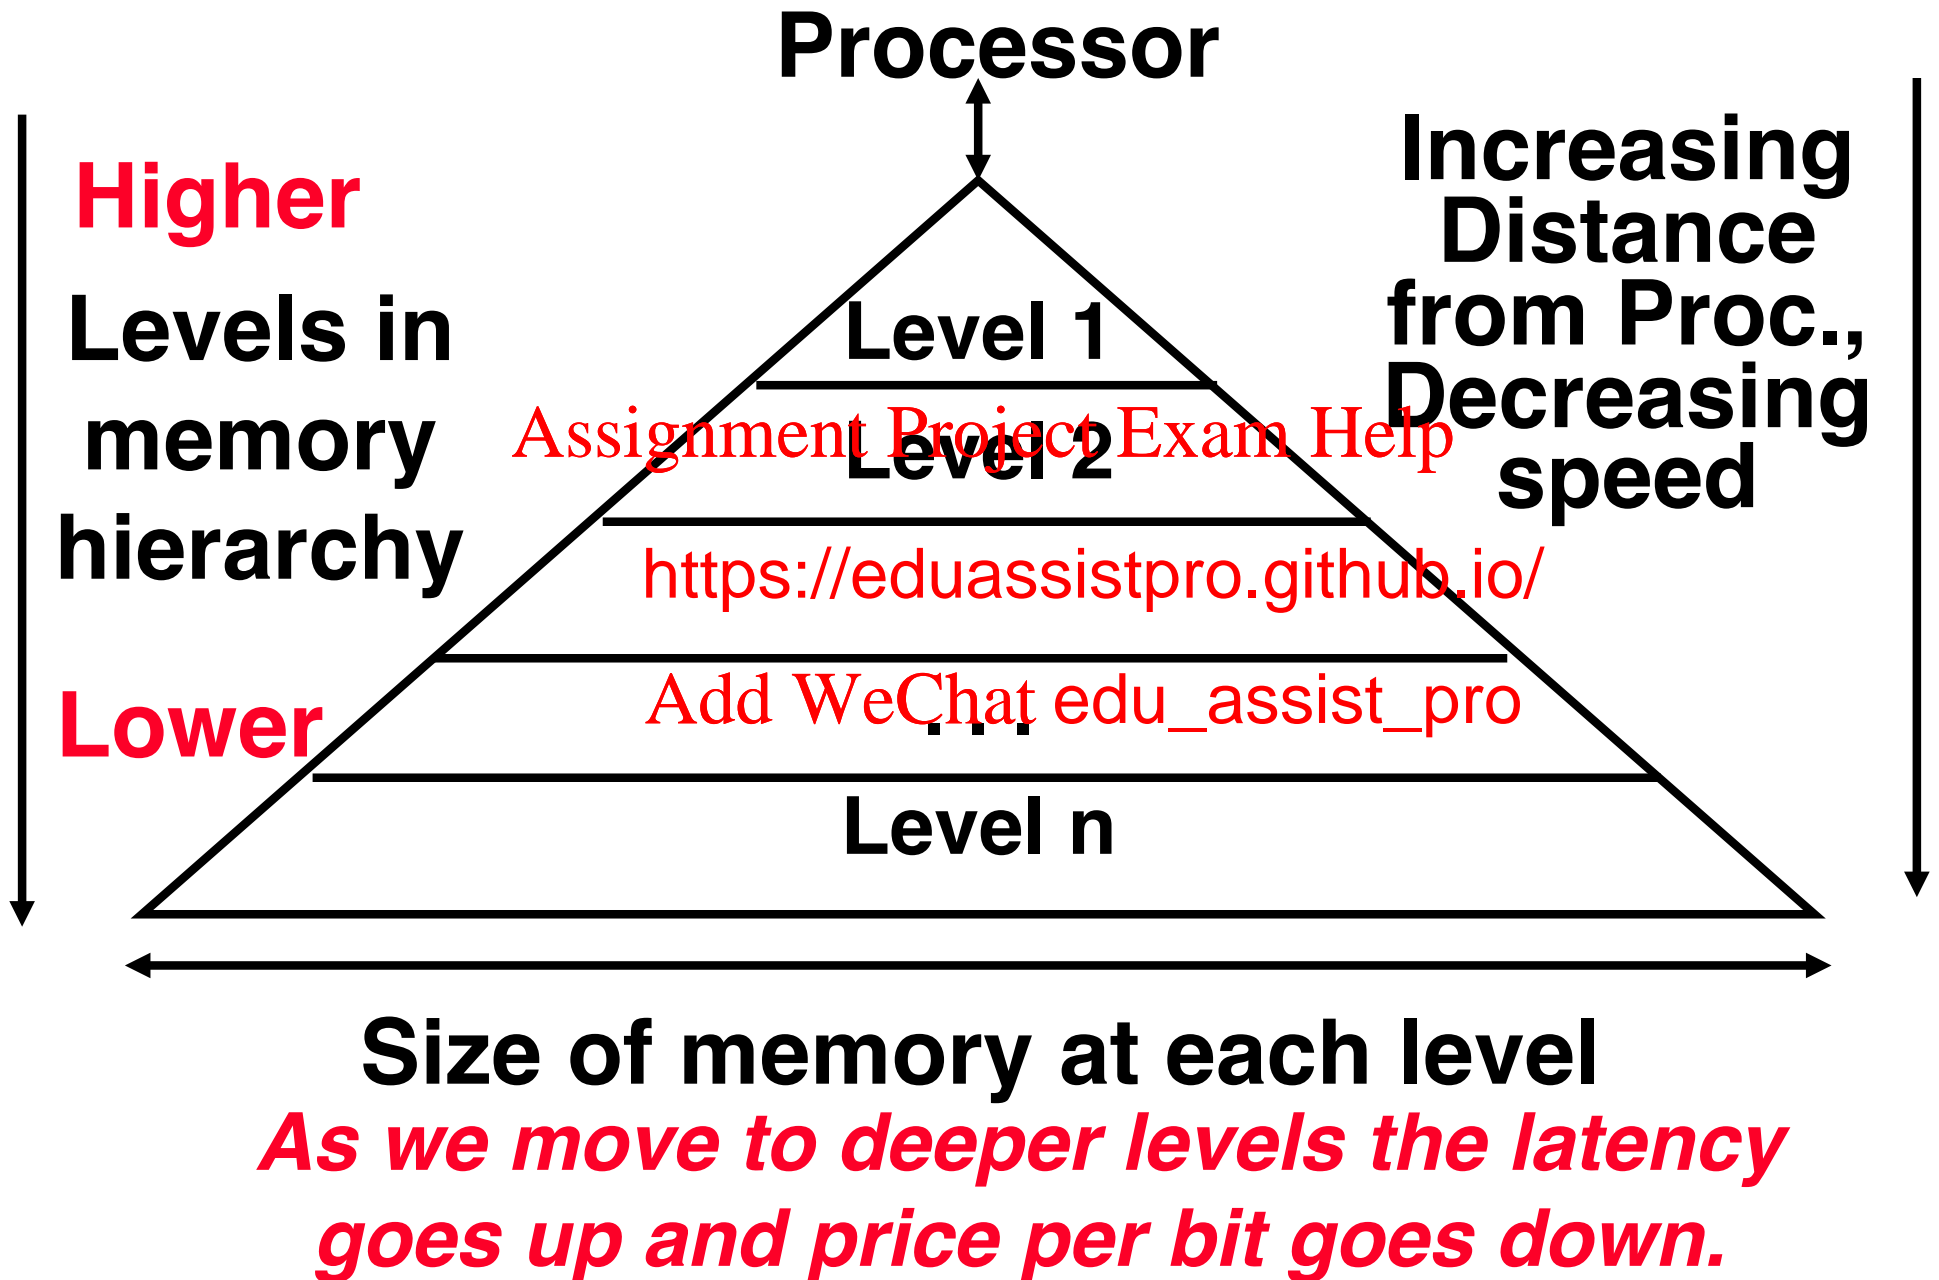 Processor
Higher
Levels in
memory
hierarchy
Lower
Increasing
Distance
from Proc.,
Decreasing
speed
Level 1
Assignment Project Exam Help
Level 2
https://eduassistpro.github.io/
Add WeChat edu_assist_pro
. . .
Level n
Size of memory at each level
As we move to deeper levels the latency
goes up and price per bit goes down.